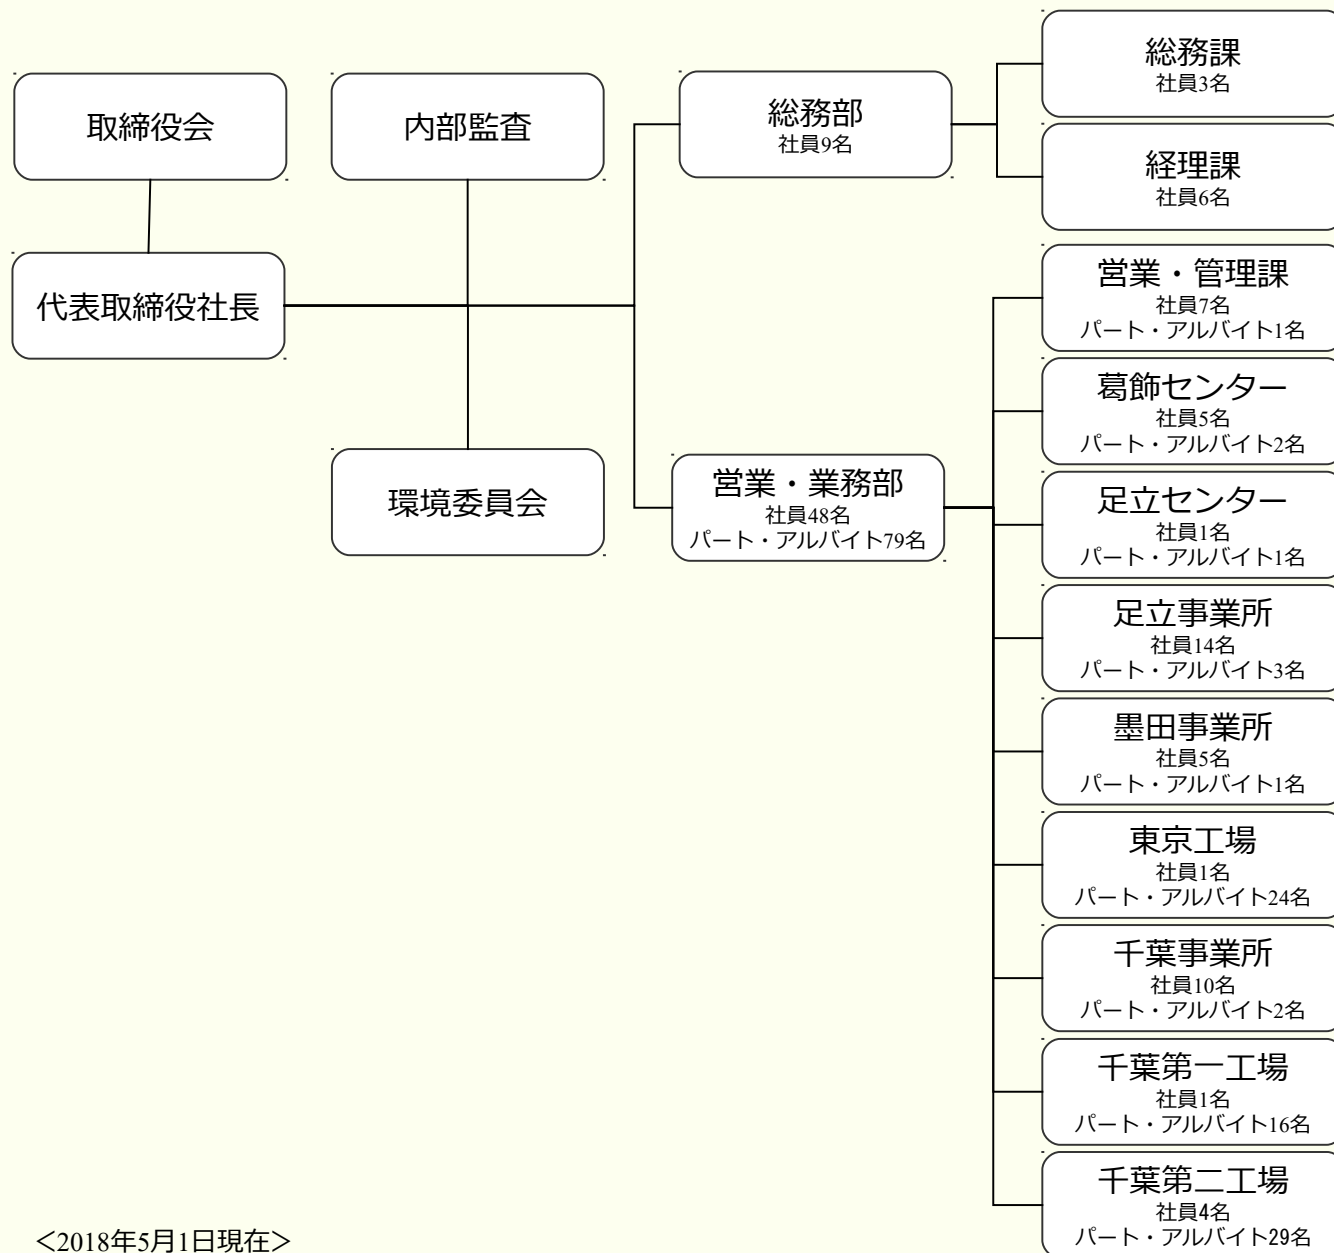 取締役会
代表取締役社長
内部監査
環境委員会
総務部
社員9名
営業・業務部
社員48名
パート・アルバイト79名
総務課
社員3名
経理課
社員6名
営業・管理課
社員7名
パート・アルバイト1名
葛飾センター
社員5名
パート・アルバイト2名
足立センター
社員1名
パート・アルバイト1名
足立事業所
社員14名
パート・アルバイト3名
墨田事業所
社員5名
パート・アルバイト1名
東京工場
社員1名
パート・アルバイト24名
千葉事業所
社員10名
パート・アルバイト2名
千葉第一工場
社員1名
パート・アルバイト16名
千葉第二工場
社員4名
パート・アルバイト29名
＜2018年5月1日現在＞